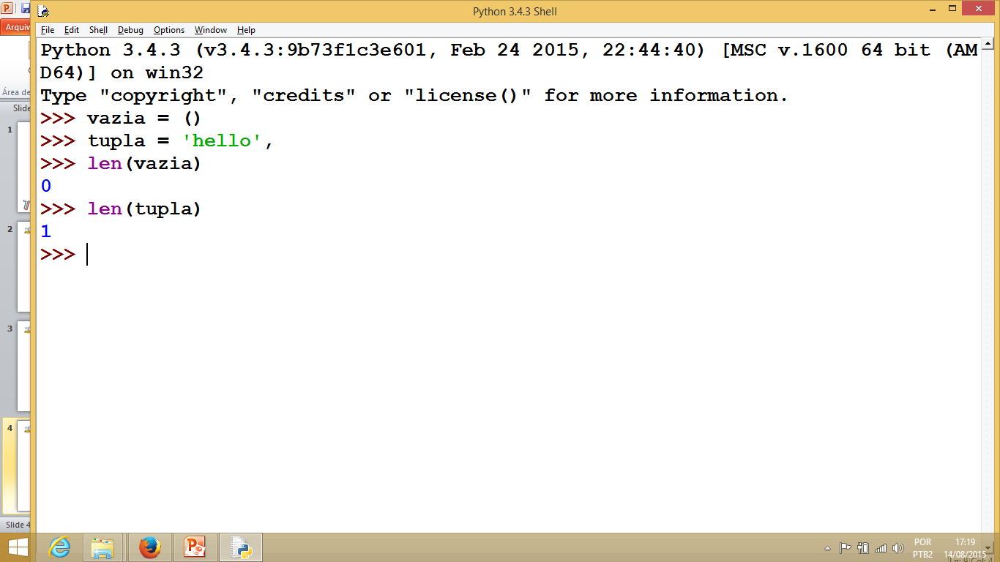 Python 3.4.3 Shell
File Edit Shell Debug Options Window Help
Arquiv
Python 3.4.3 (v3.4.3:9b73f1c3e601, Feb 24 2015, 22:44:40) [MSC v.1600 64 bit (AM
D64)] on win32
Type "copyright", "credits" or "license()" for more information.
>>> vazia = ()
>>> tupla = 'hello',
>>> len(vazia)
0
>>> len(tupla)
1
>>>
Área de
Slide
1
2
3
4
Slide 4
POR
PTB2
17:19
14/08/2015